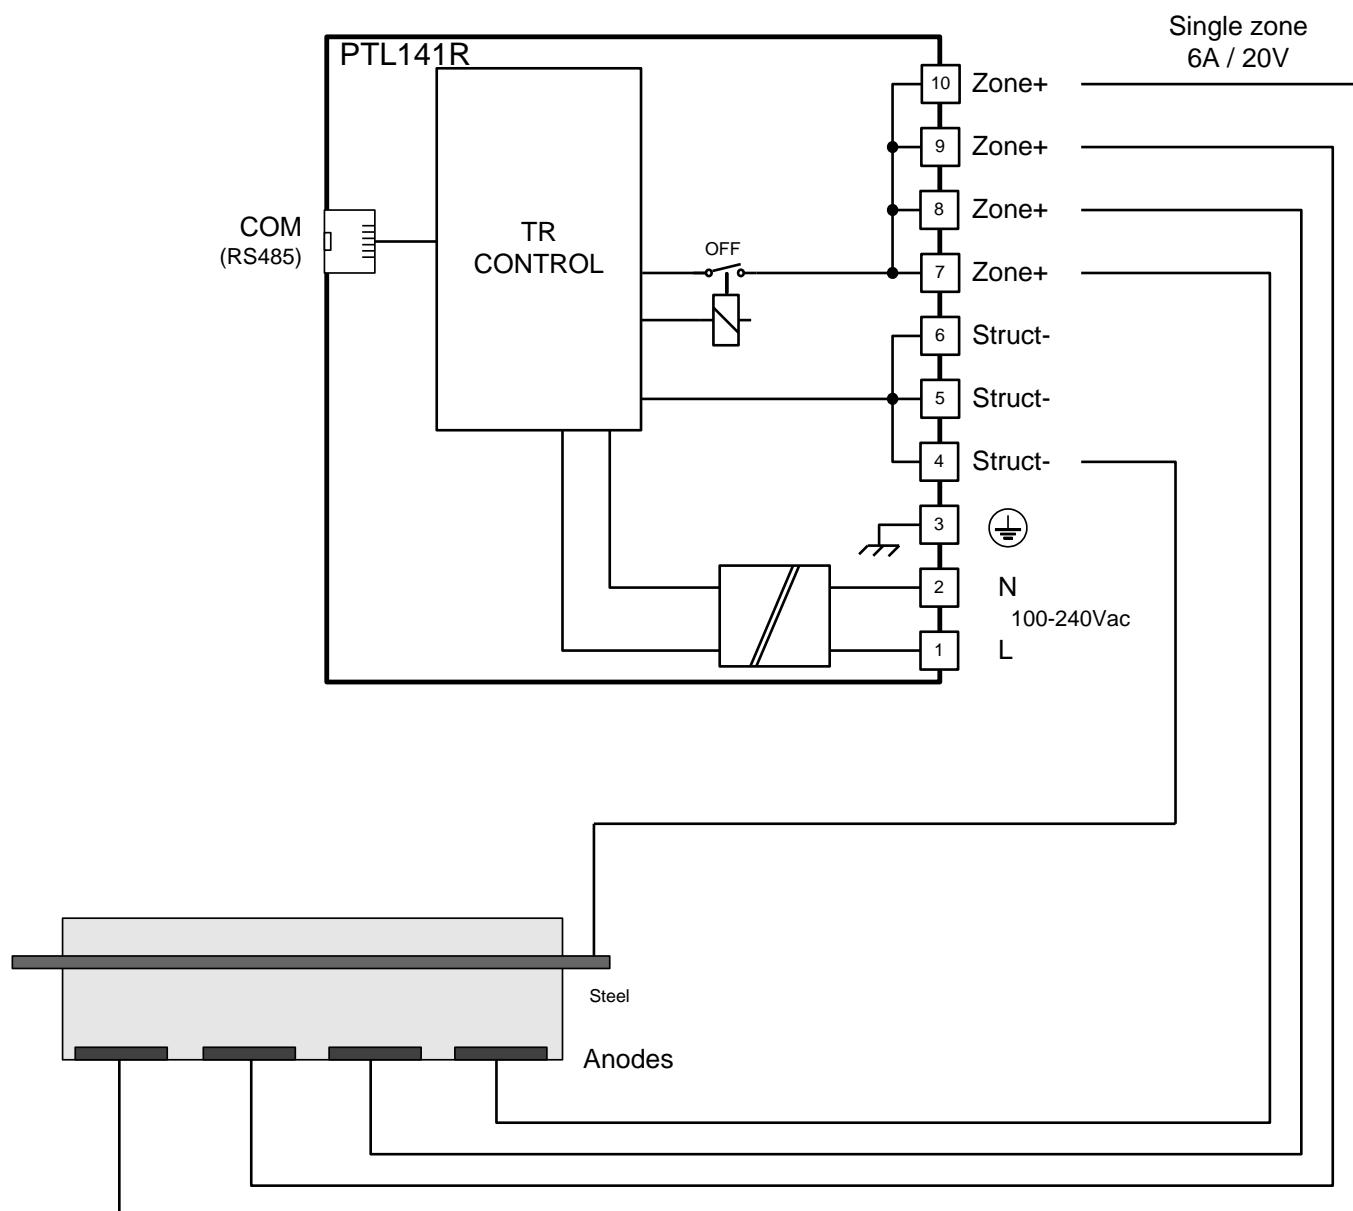 Single zone
6A / 20V
PTL141R
10 Zone+
9 Zone+
8 Zone+
7 Zone+
6 Struct-
5 Struct-
4 Struct-
3
2 N
100-240Vac
1 L
COM
(RS485)
TR
CONTROL
OFF
Steel
Anodes